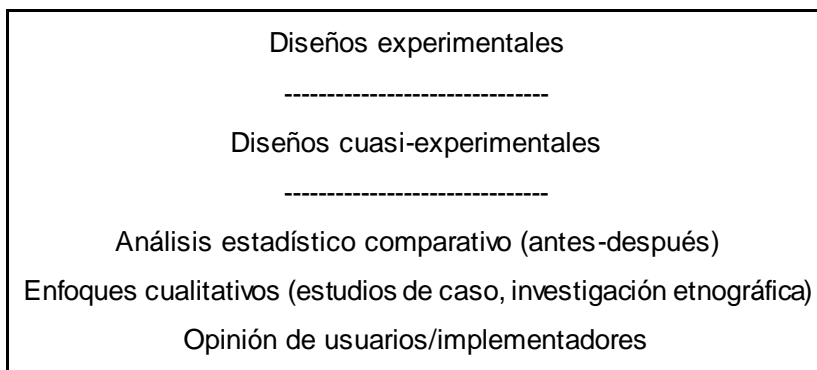 Diseños experimentales
-------------------------------
Diseños cuasi-experimentales
-------------------------------
Análisis estadístico comparativo (antes-después)
Enfoques cualitativos (estudios de caso, investigación etnográfica)
Opinión de usuarios/implementadores